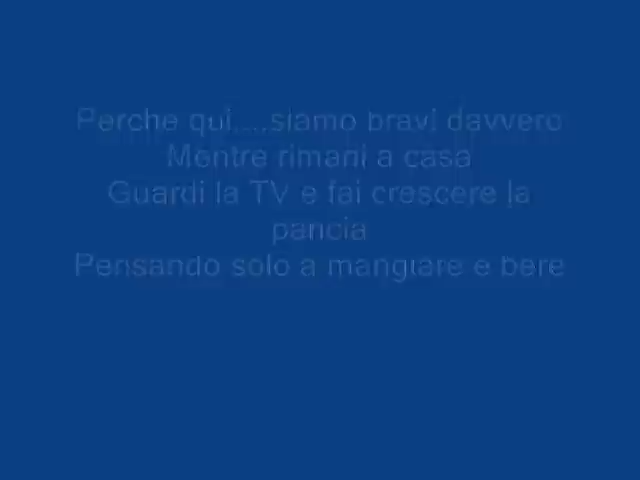 Perche qui....siamo bravi davvero
Mentre rimani a casa
Guardi la TV e fai crescere la
pancia
Pensando solo a mangiare e bere